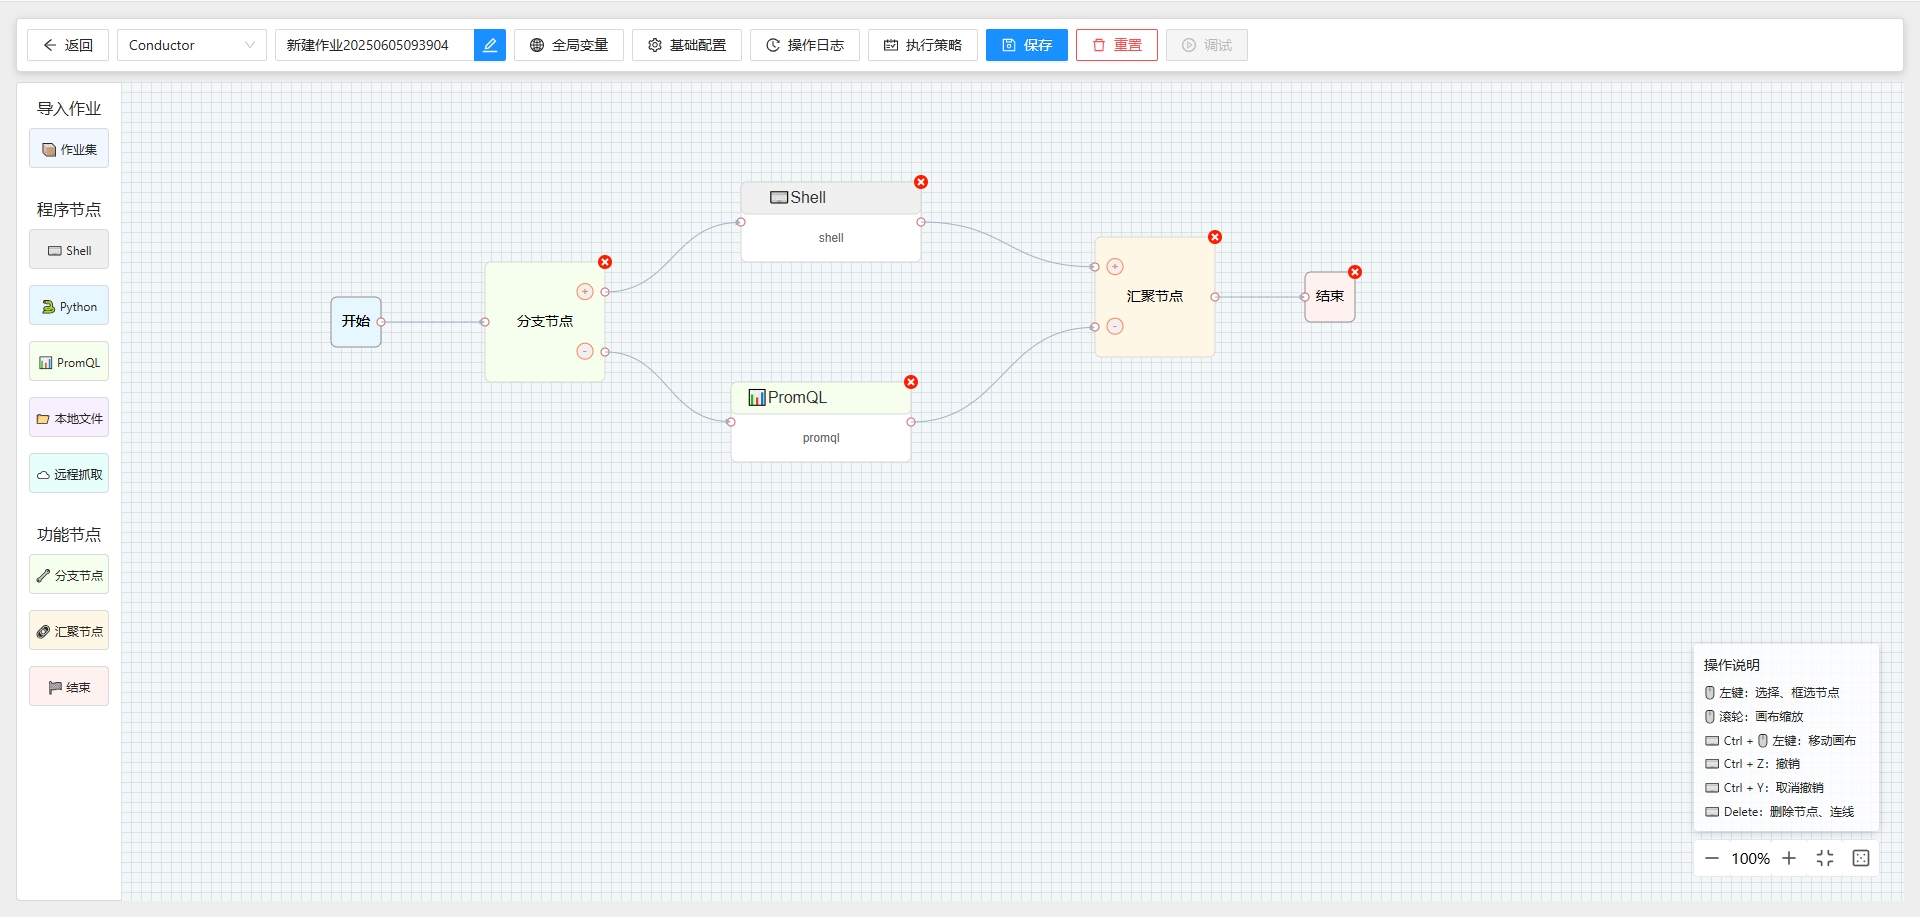 返回
Conductor
新建作业20250605093904
全局变量
基础配置
操作日志
执行策略
保存
重置
调试
导入作业
作业集
程序节点
Shell
Python
PromQL
本地文件
远程抓取
功能节点
分支节点
汇聚节点
结束
开始
分支节点
+
-
Shell
shell
PromQL
promql
汇聚节点
+
-
结束
操作说明
左键：选择、框选节点
滚轮：画布缩放
Ctrl + 左键：移动画布
Ctrl + Z：撤销
Ctrl + Y：取消撤销
Delete：删除节点、连线
100%